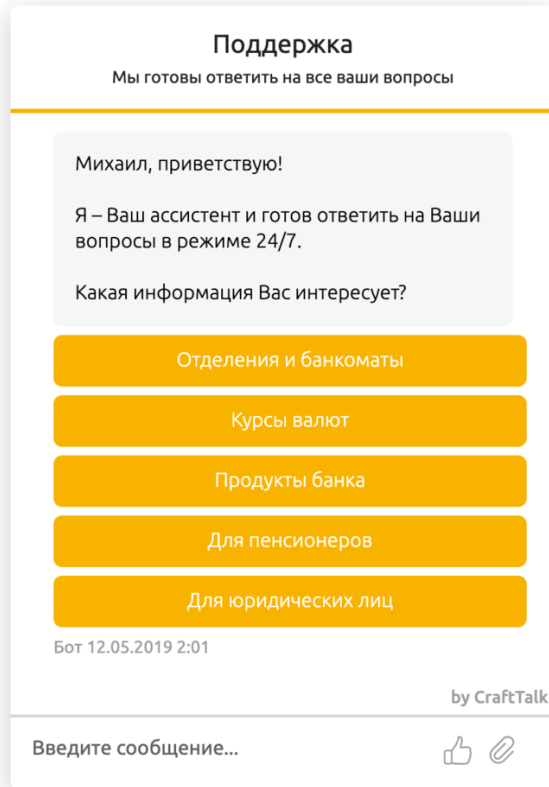 Поддержка
Мы готовы ответить на все ваши вопросы
Михаил, приветствую!
Я – Ваш ассистент и готов ответить на Ваши
вопросы в режиме 24/7.
Какая информация Вас интересует?
Отделения и банкоматы
Курсы валют
Продукты банка
Для пенсионеров
Для юридических лиц
Бот 12.05.2019 2:01
by CraftTalk
Введите сообщение...